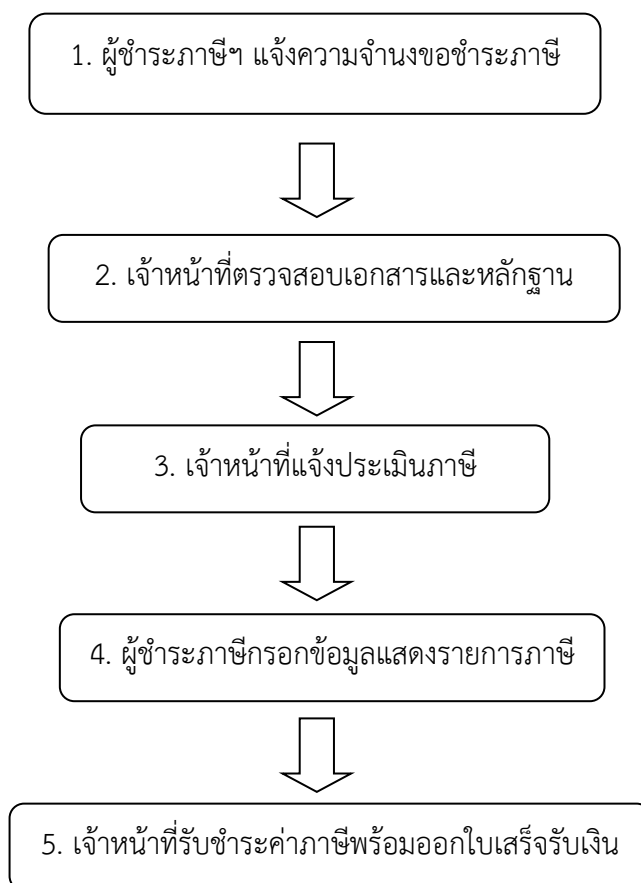 1. ผู้ชำระภาษีฯ แจ้งความจำนงขอชำระภาษี
2. เจ้าหน้าที่ตรวจสอบเอกสารและหลักฐาน
3. เจ้าหน้าที่แจ้งประเมินภาษี
4. ผู้ชำระภาษีกรอกข้อมูลแสดงรายการภาษี
5. เจ้าหน้าที่รับชำระค่าภาษีพร้อมออกใบเสร็จรับเงิน